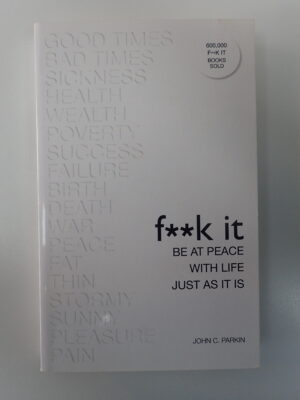 GOOD TIMES
BAD TIMES
SICKNESS
HEALTH
WEALTH
POVERTY
SUCCESS
FAILURE
BIRTH
DEATH
WAR
PEACE
FAT
THIN
STORMY
SUNNY
PLEASURE
PAIN
600,000
F**K IT
BOOKS
SOLD
f**k it
BE AT PEACE
WITH LIFE
JUST AS IT IS
JOHN C. PARKIN